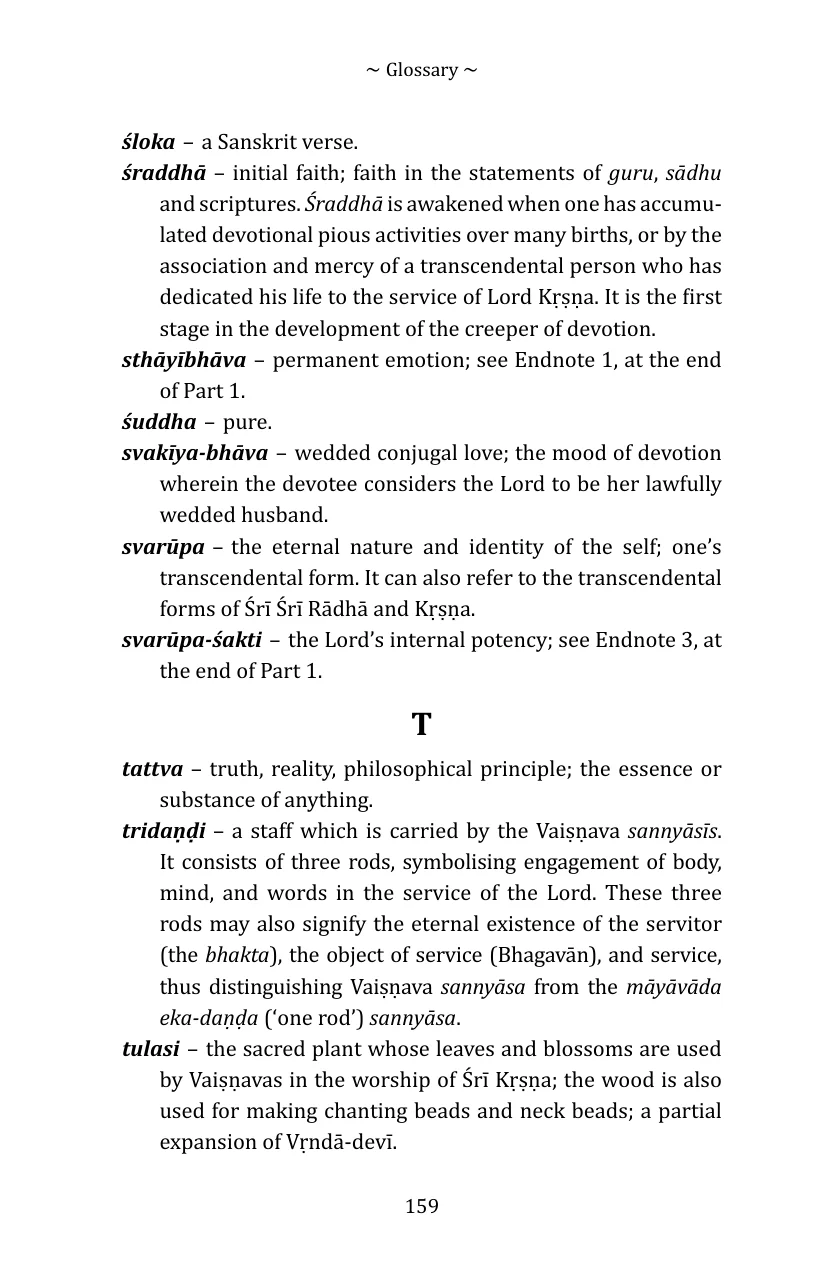 ~ Glossary ~
śloka – a Sanskrit verse.
śraddhā – initial faith; faith in the statements of guru, sādhu
and scriptures. Śraddhā is awakened when one has accumu-
lated devotional pious activities over many births, or by the
association and mercy of a transcendental person who has
dedicated his life to the service of Lord Kṛṣṇa. It is the first
stage in the development of the creeper of devotion.
sthāyībhāva – permanent emotion; see Endnote 1, at the end
of Part 1.
śuddha – pure.
svakīya-bhāva – wedded conjugal love; the mood of devotion
wherein the devotee considers the Lord to be her lawfully
wedded husband.
svarūpa – the eternal nature and identity of the self; one’s
transcendental form. It can also refer to the transcendental
forms of Śrī Śrī Rādhā and Kṛṣṇa.
svarūpa-śakti – the Lord’s internal potency; see Endnote 3, at
the end of Part 1.
T
tattva – truth, reality, philosophical principle; the essence or
substance of anything.
tridaṇḍi – a staff which is carried by the Vaiṣṇava sannyāsīs.
It consists of three rods, symbolising engagement of body,
mind, and words in the service of the Lord. These three
rods may also signify the eternal existence of the servitor
(the bhakta), the object of service (Bhagavān), and service,
thus distinguishing Vaiṣṇava sannyāsa from the māyāvāda
eka-daṇḍa (‘one rod’) sannyāsa.
tulasi – the sacred plant whose leaves and blossoms are used
by Vaiṣṇavas in the worship of Śrī Kṛṣṇa; the wood is also
used for making chanting beads and neck beads; a partial
expansion of Vṛndā-devī.
159